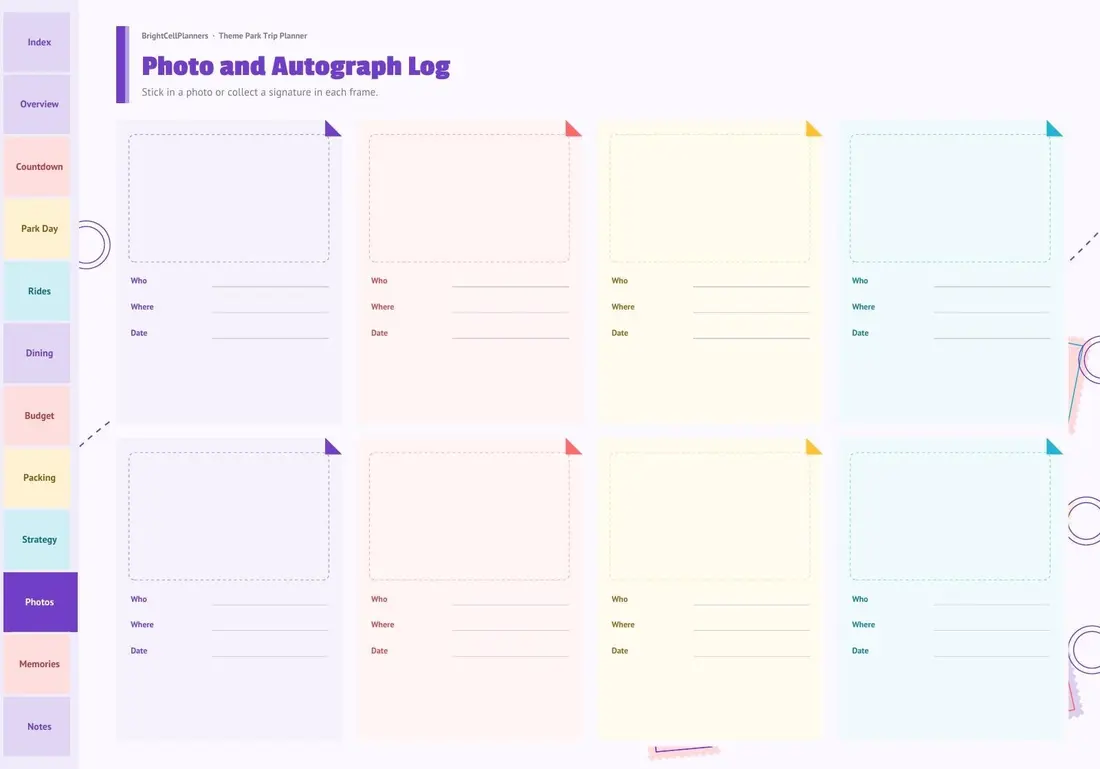 Index
Overview
Countdown
Park Day
Rides
Dining
Budget
Packing
Strategy
Photos
Memories
Notes
BrightCellPlanners · Theme Park Trip Planner
Photo and Autograph Log
Stick in a photo or collect a signature in each frame.
Who
Where
Date
Who
Where
Date
Who
Where
Date
Who
Where
Date
Who
Where
Date
Who
Where
Date
Who
Where
Date
Who
Where
Date